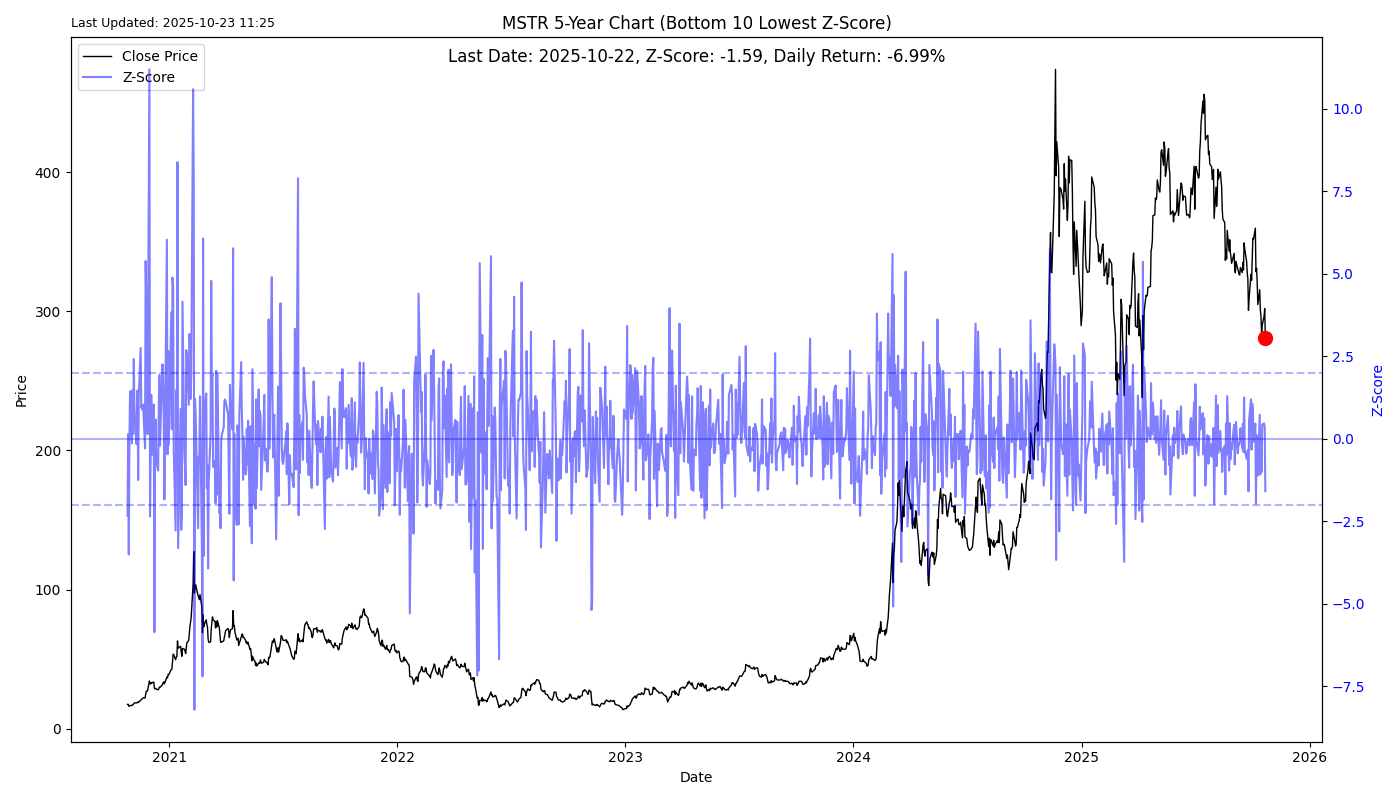 Last Updated: 2025-10-23 11:25
MSTR 5-Year Chart (Bottom 10 Lowest Z-Score)
Last Date: 2025-10-22, Z-Score: -1.59, Daily Return: -6.99%
Close Price
Z-Score
Price
400
300
200
100
0
10.0
7.5
5.0
2.5
0.0
−2.5
−5.0
−7.5
Z-Score
2021
2022
2023
2024
2025
2026
Date